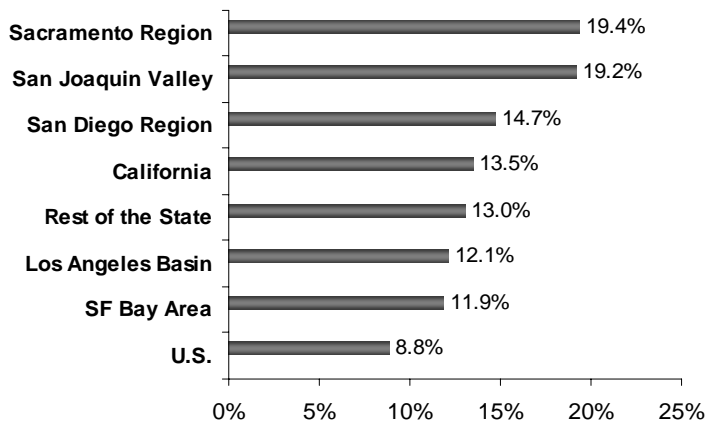 Sacramento Region 19.4%
San Joaquin Valley 19.2%
San Diego Region 14.7%
California 13.5%
Rest of the State 13.0%
Los Angeles Basin 12.1%
SF Bay Area 11.9%
U.S. 8.8%
0% 5% 10% 15% 20% 25%